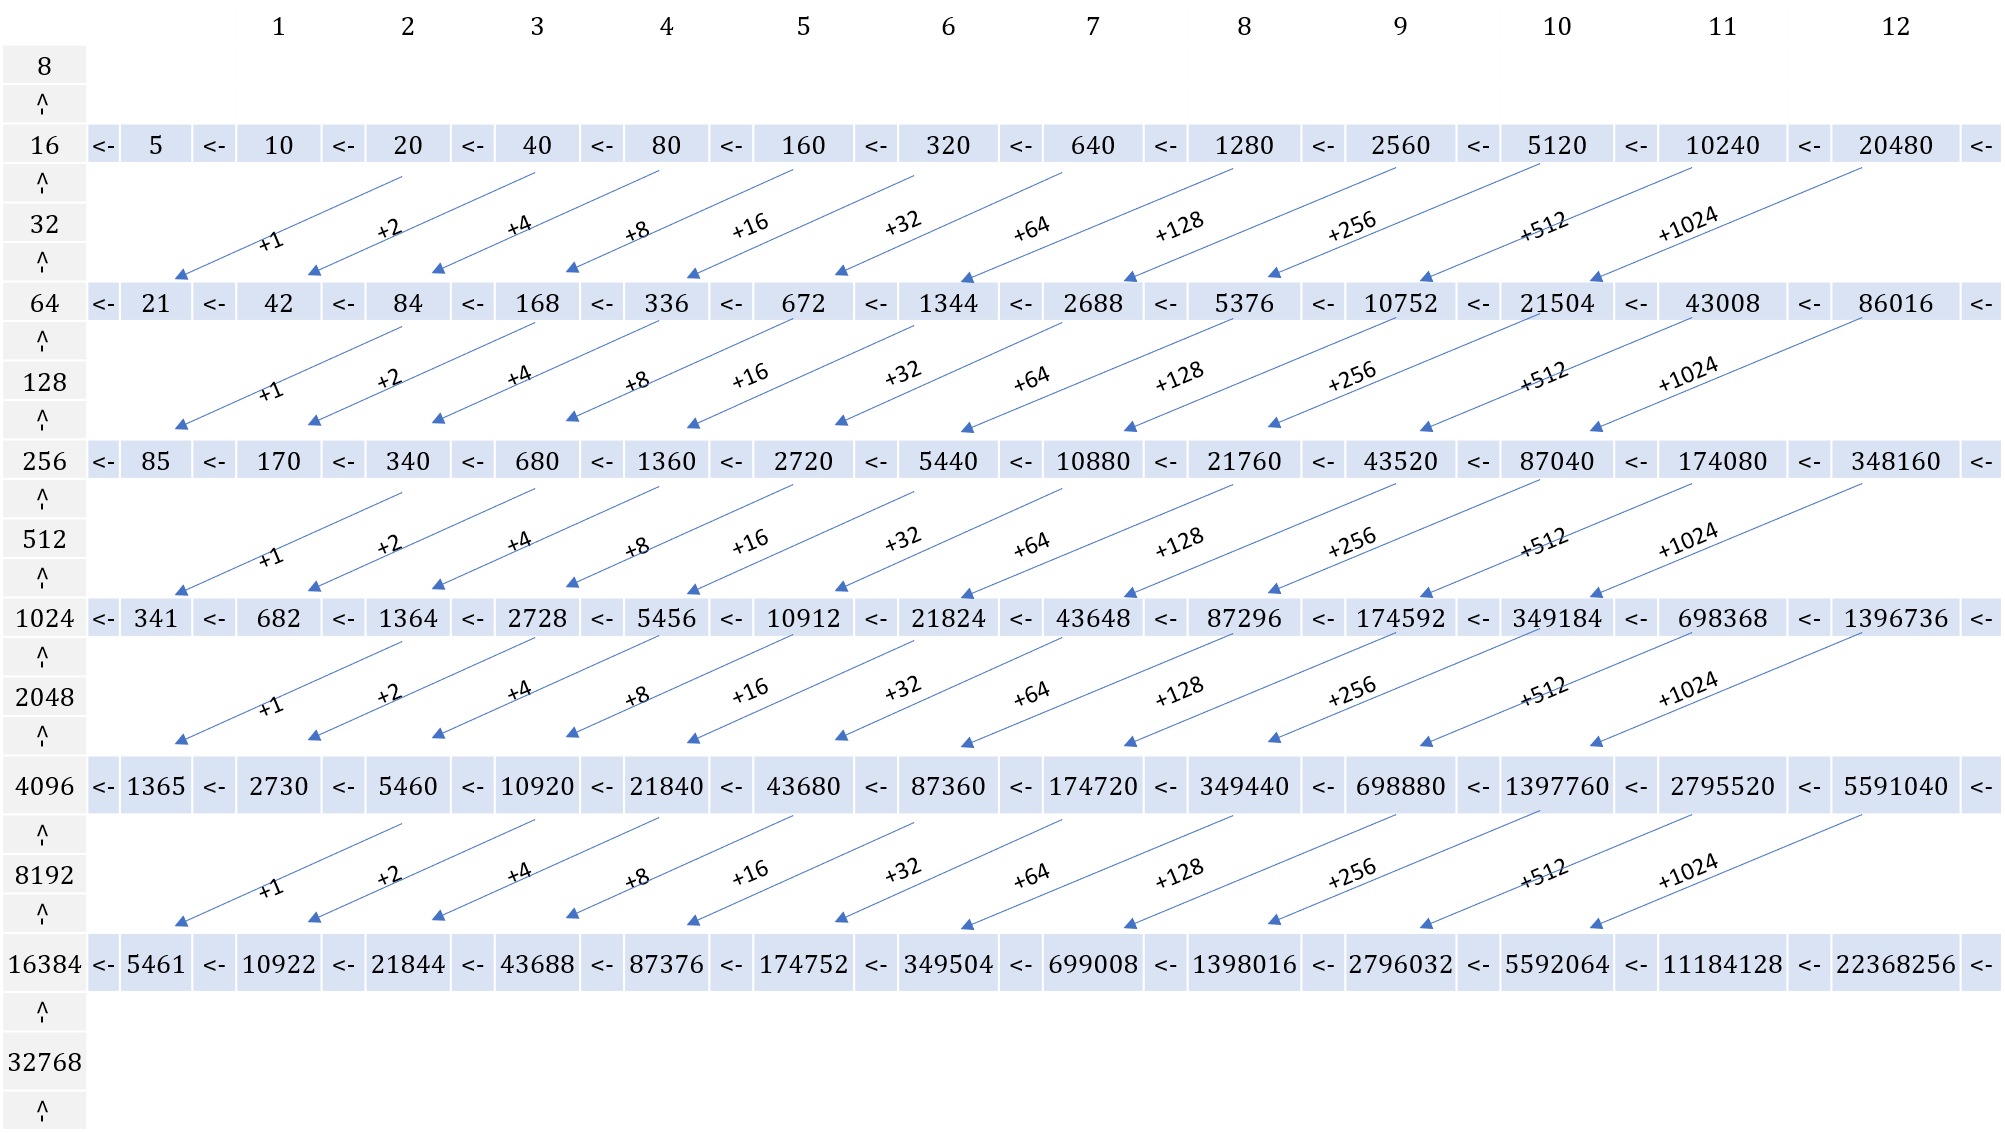 1 2 3 4 5 6 7 8 9 10 11 12
8
<-
16 <- 5 <- 10 <- 20 <- 40 <- 80 <- 160 <- 320 <- 640 <- 1280 <- 2560 <- 5120 <- 10240 <- 20480 <-
<-
32 +1 +2 +4 +8 +16 +32 +64 +128 +256 +512 +1024
<-
64 <- 21 <- 42 <- 84 <- 168 <- 336 <- 672 <- 1344 <- 2688 <- 5376 <- 10752 <- 21504 <- 43008 <- 86016 <-
<-
128 +1 +2 +4 +8 +16 +32 +64 +128 +256 +512 +1024
<-
256 <- 85 <- 170 <- 340 <- 680 <- 1360 <- 2720 <- 5440 <- 10880 <- 21760 <- 43520 <- 87040 <- 174080 <- 348160 <-
<-
512 +1 +2 +4 +8 +16 +32 +64 +128 +256 +512 +1024
<-
1024 <- 341 <- 682 <- 1364 <- 2728 <- 5456 <- 10912 <- 21824 <- 43648 <- 87296 <- 174592 <- 349184 <- 698368 <- 1396736 <-
<-
2048 +1 +2 +4 +8 +16 +32 +64 +128 +256 +512 +1024
<-
4096 <- 1365 <- 2730 <- 5460 <- 10920 <- 21840 <- 43680 <- 87360 <- 174720 <- 349440 <- 698880 <- 1397760 <- 2795520 <- 5591040 <-
<-
8192 +1 +2 +4 +8 +16 +32 +64 +128 +256 +512 +1024
<-
16384 <- 5461 <- 10922 <- 21844 <- 43688 <- 87376 <- 174752 <- 349504 <- 699008 <- 1398016 <- 2796032 <- 5592064 <- 11184128 <- 22368256 <-
<-
32768
<-